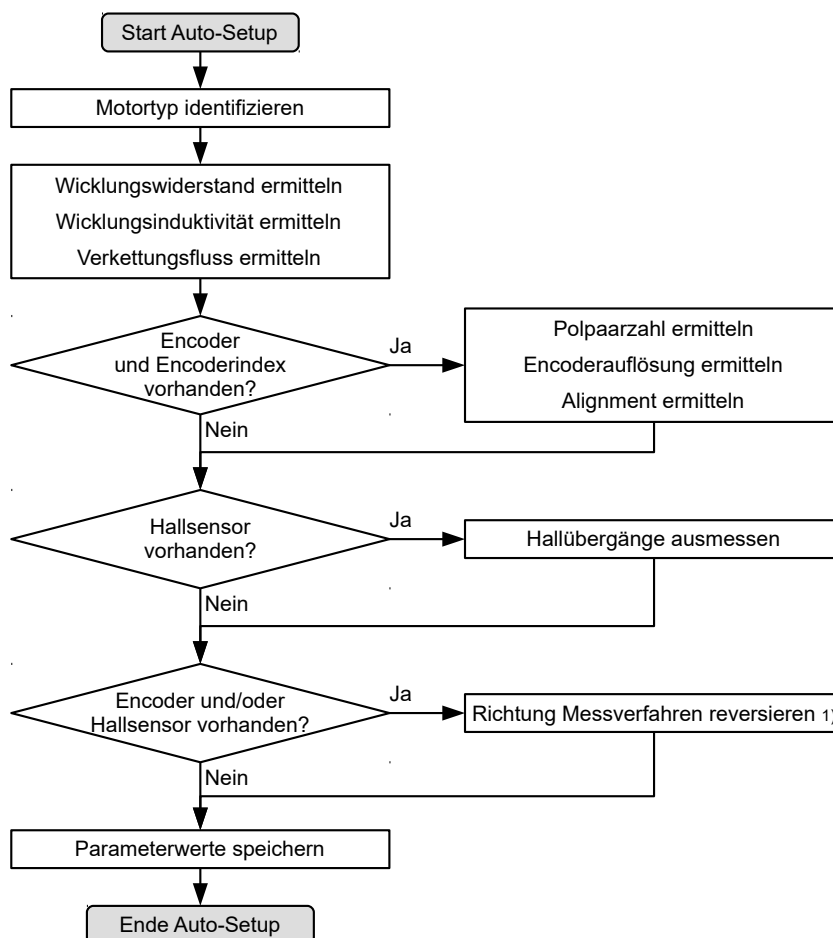 Start Auto-Setup
Motortyp identifizieren
Wicklungswiderstand ermitteln
Wicklungsinduktivität ermitteln
Verkettungsfluss ermitteln
Encoder
und Encoderindex
vorhanden?
Ja
Polpaarzahl ermitteln
Encoderauflösung ermitteln
Alignment ermitteln
Nein
Hallsensor
vorhanden?
Ja
Hallübergänge ausmessen
Nein
Encoder und/oder
Hallsensor vorhanden?
Ja
Richtung Messverfahren reversieren 1)
Nein
Parameterwerte speichern
Ende Auto-Setup